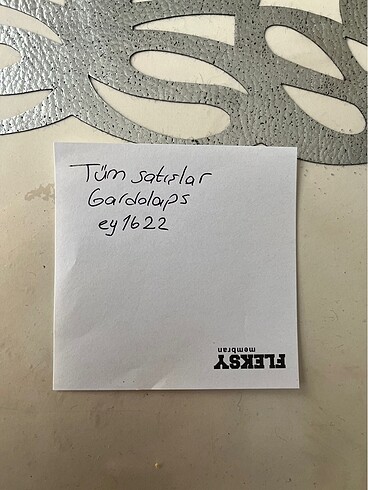 Tüm satışlar
Gardolaps
ey1622
FLEKSY
membran